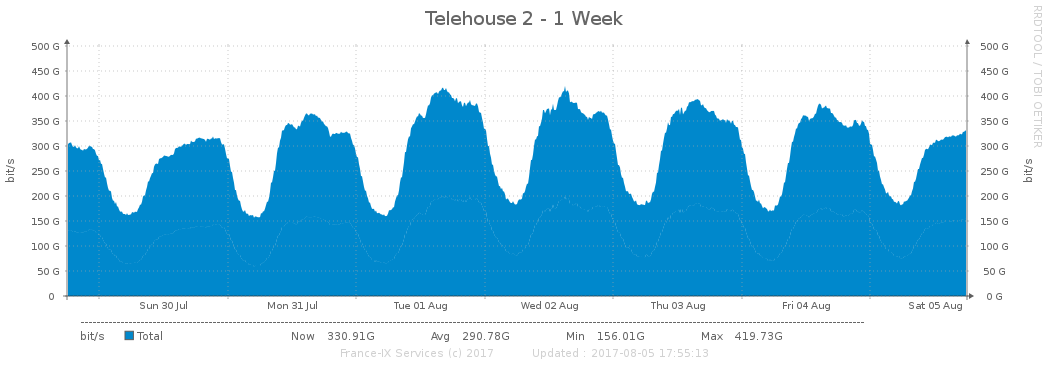 Telehouse 2 - 1 Week
RRDTOOL / TOBI OETIKER
500 G 500 G
450 G 450 G
400 G 400 G
350 G 350 G
300 G 300 G
250 G 250 G
200 G 200 G
150 G 150 G
100 G 100 G
50 G 50 G
0 0 G
bit/s bit/s
Sun 30 Jul Mon 31 Jul Tue 01 Aug Wed 02 Aug Thu 03 Aug Fri 04 Aug Sat 05 Aug
bit/s Total Now 330.91G Avg 290.78G Min 156.01G Max 419.73G
France-IX Services (c) 2017 Updated : 2017-08-05 17:55:13